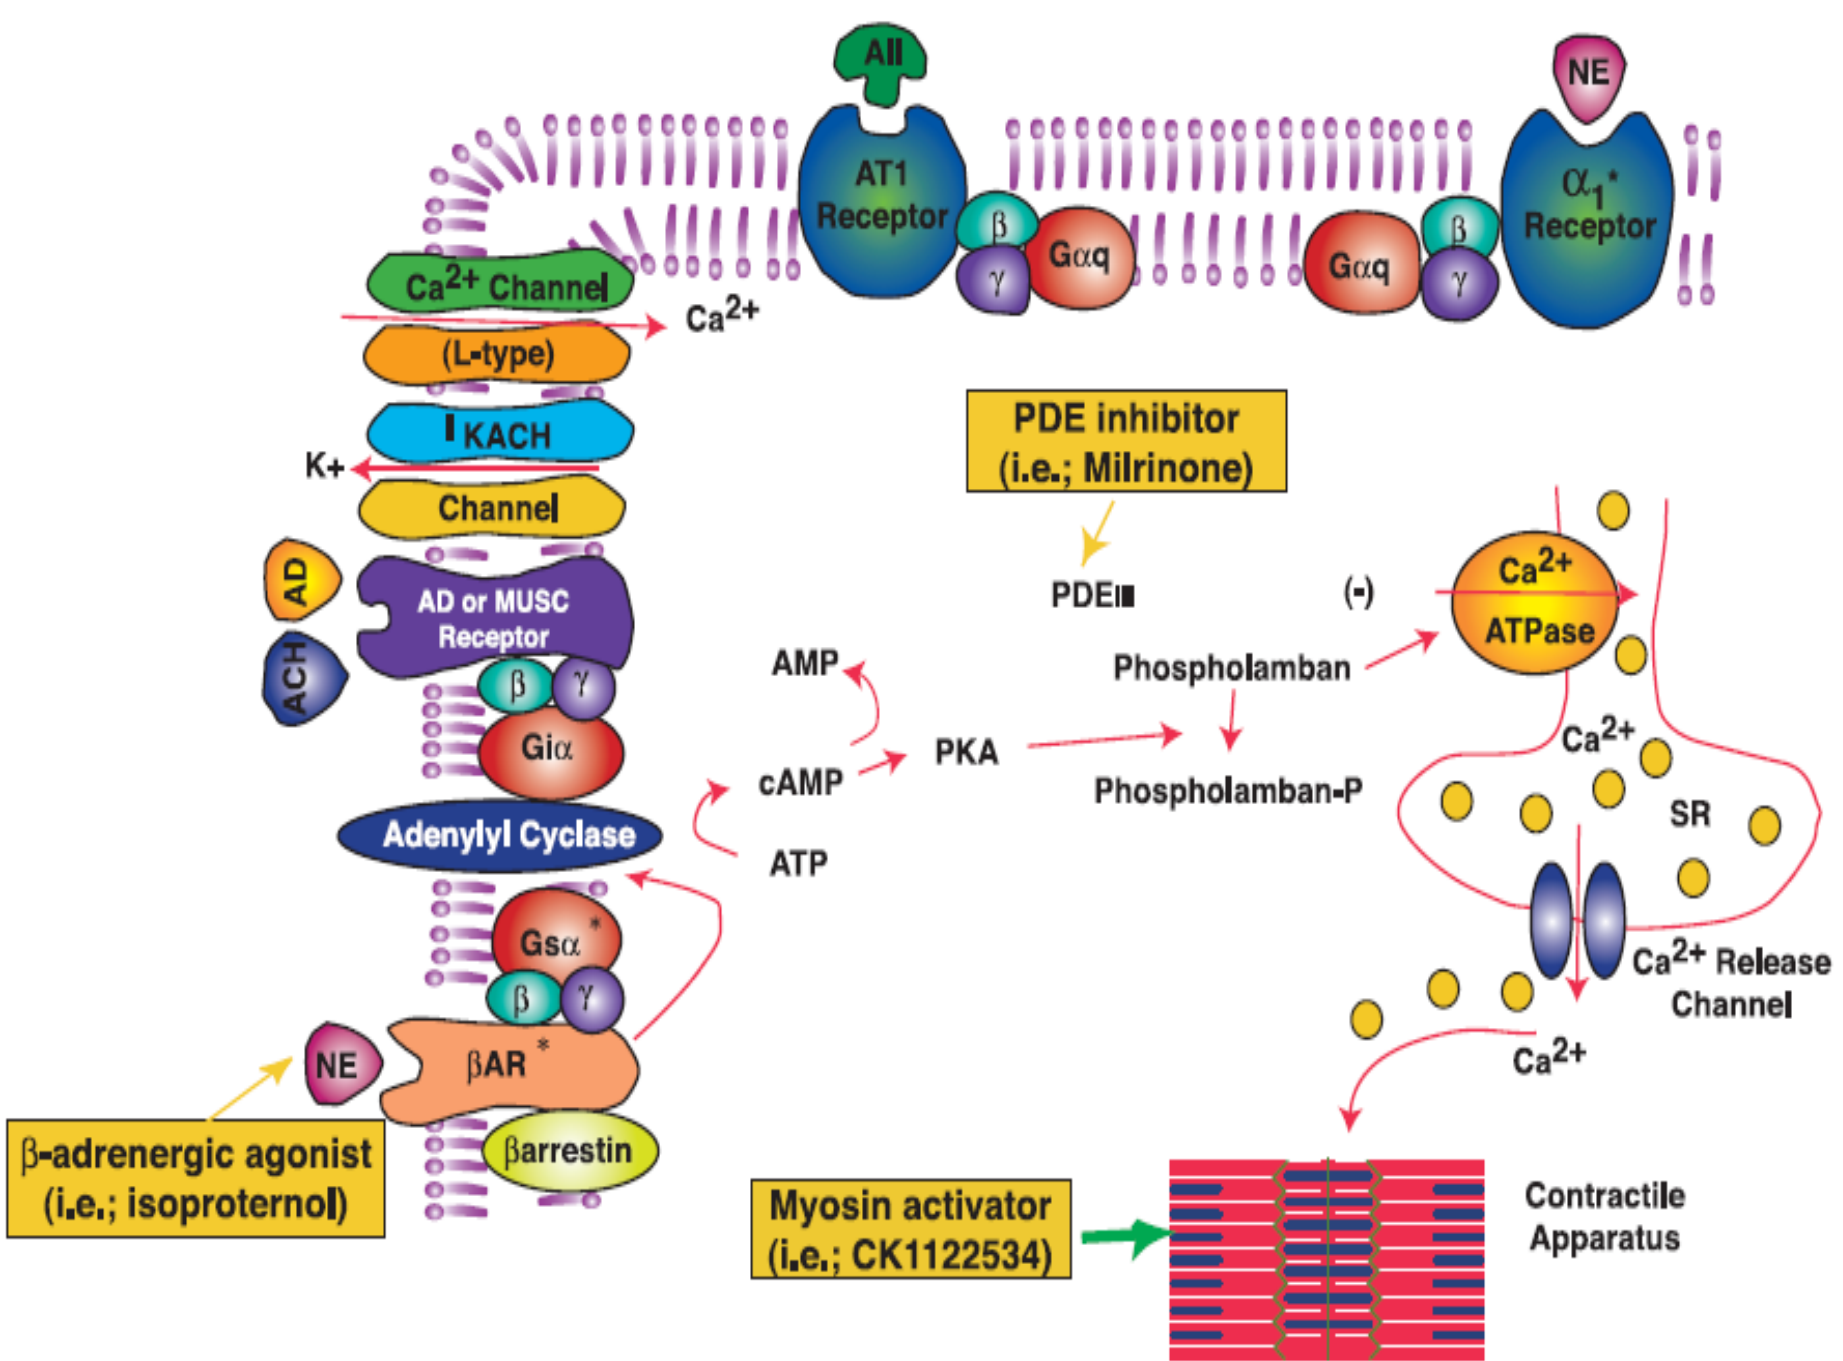 AII
NE
AT1
Receptor
β
γ
Gαq
Gαq
β
γ
α1*
Receptor
Ca2+ Channel
Ca2+
(L-type)
IKACH
K+
Channel
AD
ACH
AD or MUSC
Receptor
β
γ
Giα
Adenylyl Cyclase
Gsα*
β
γ
NE
βAR*
βarrestin
β-adrenergic agonist
(i.e.; isoproternol)
PDE inhibitor
(i.e.; Milrinone)
PDEIII
(-)
AMP
cAMP
ATP
PKA
Phospholamban
Phospholamban-P
Ca2+
ATPase
Ca2+
SR
Ca2+ Release
Channel
Ca2+
Myosin activator
(i.e.; CK1122534)
Contractile
Apparatus